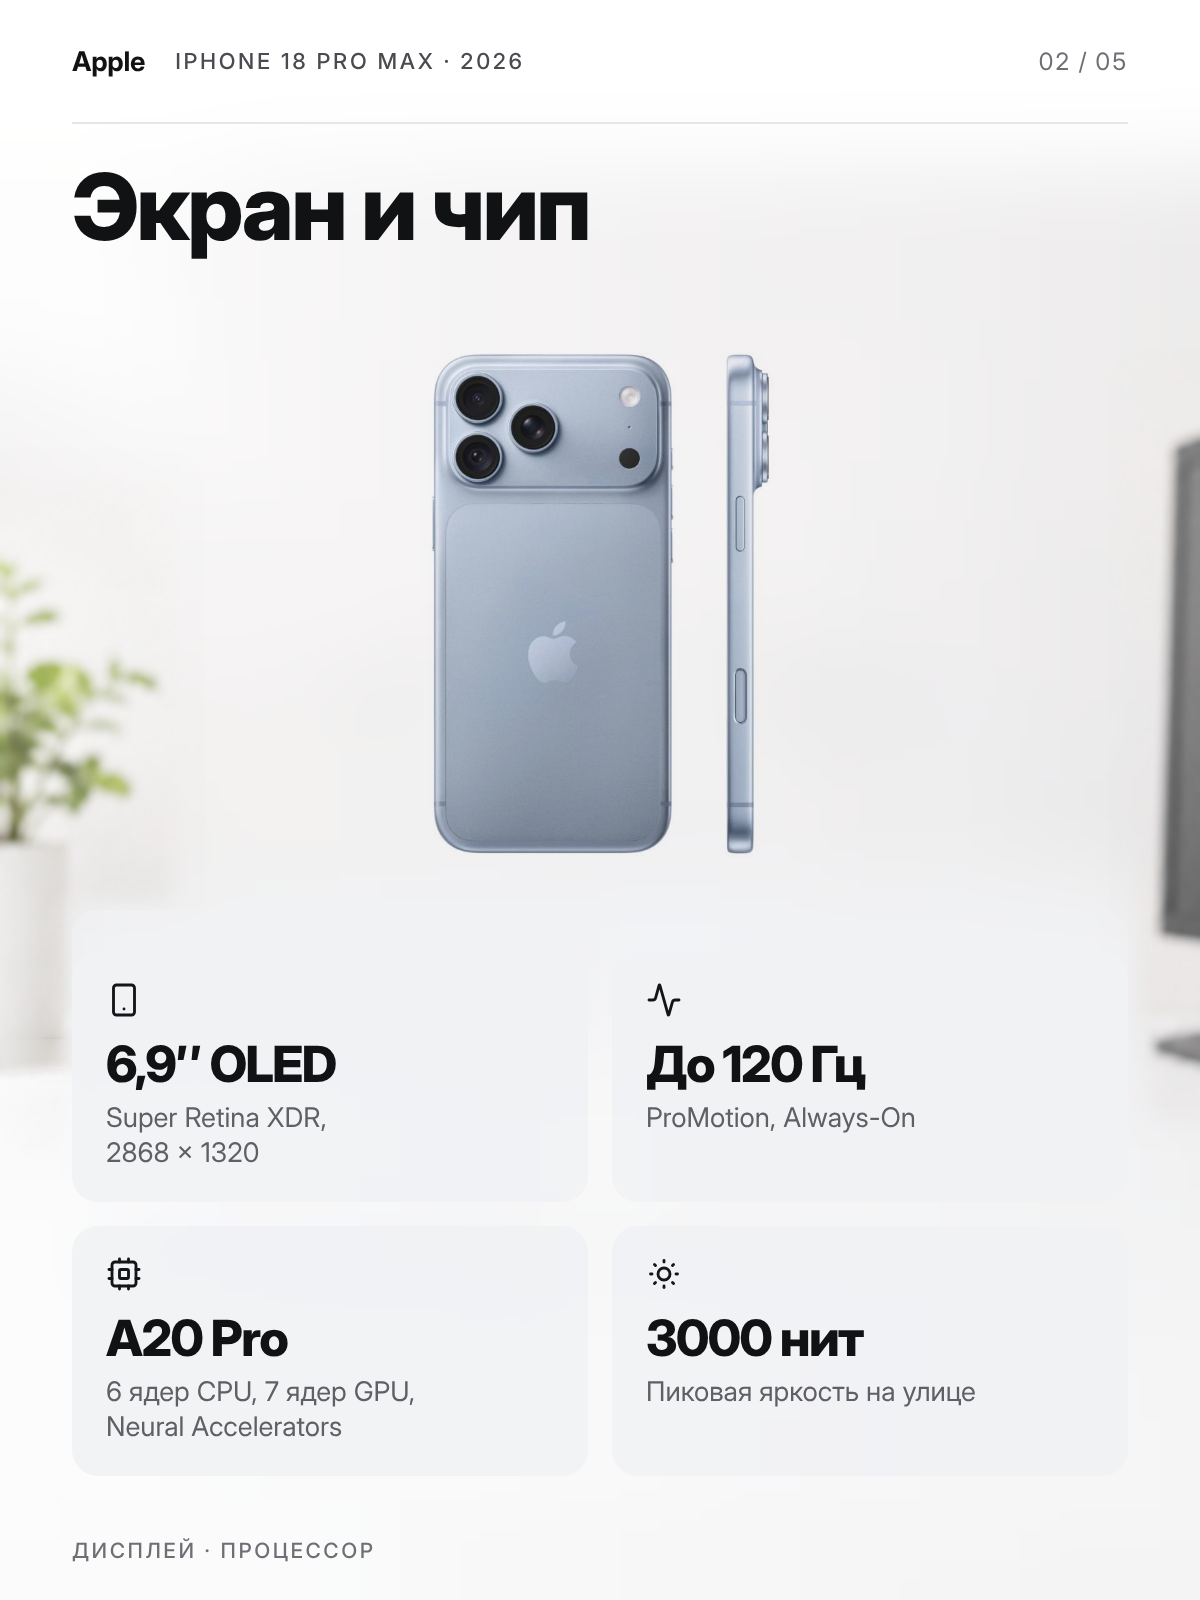 Apple IPHONE 18 PRO MAX · 2026 02 / 05
Экран и чип
6,9″ OLED
Super Retina XDR,
2868 × 1320
До 120 Гц
ProMotion, Always-On
A20 Pro
6 ядер CPU, 7 ядер GPU,
Neural Accelerators
3000 нит
Пиковая яркость на улице
ДИСПЛЕЙ · ПРОЦЕССОР